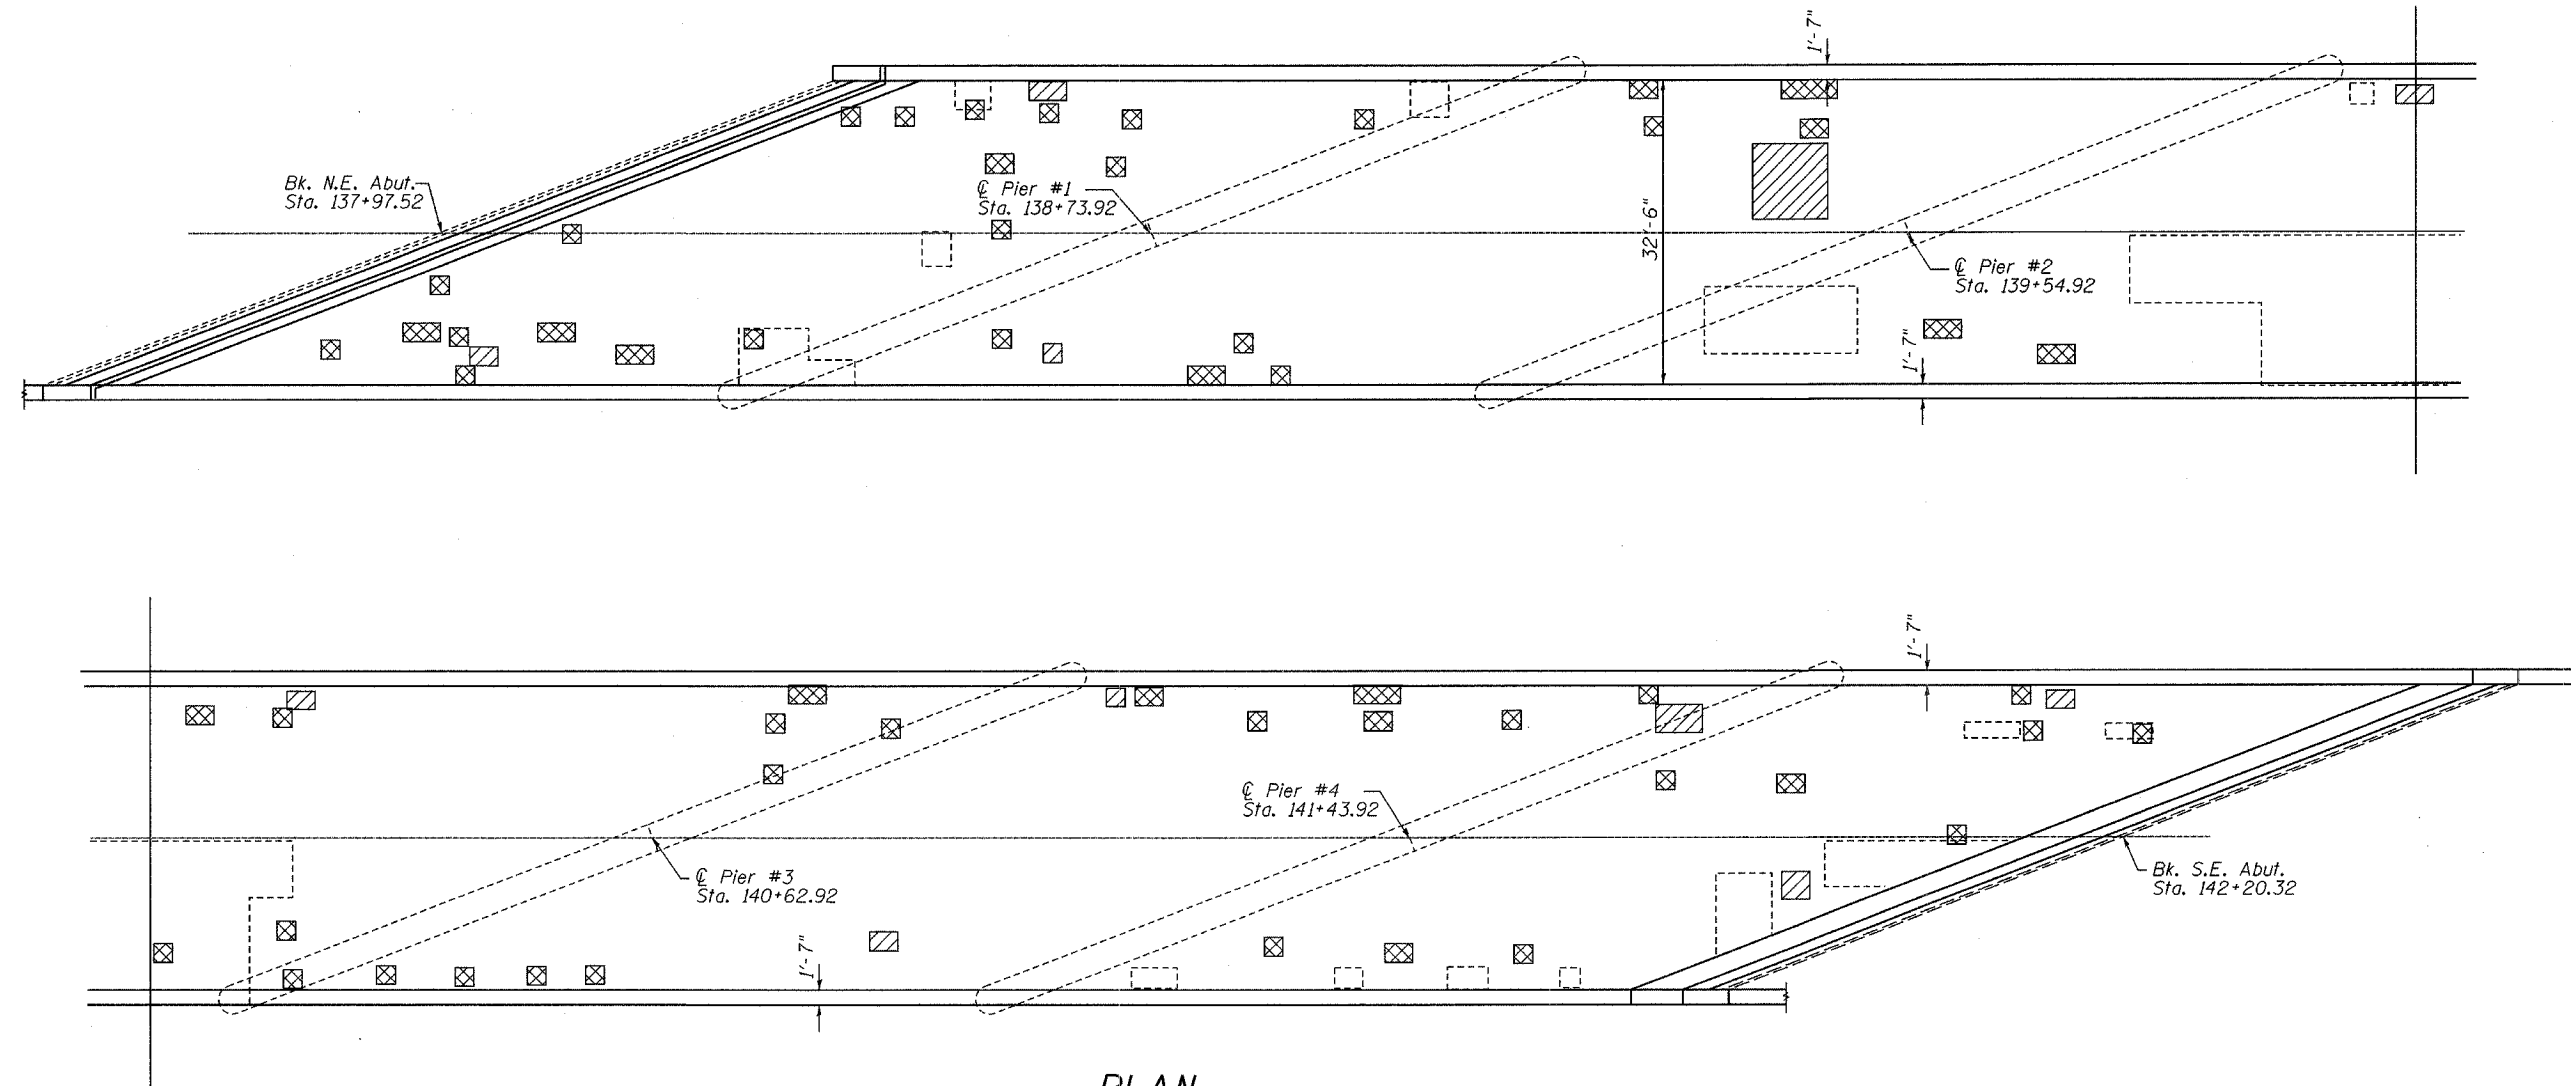 1'-7"
Bk. N.E. Abut.
Sta. 137+97.52
℄ Pier #1
Sta. 138+73.92
32'-6"
℄ Pier #2
Sta. 139+54.92
1'-7"
1'-7"
℄ Pier #4
Sta. 141+43.92
℄ Pier #3
Sta. 140+62.92
Bk. S.E. Abut.
Sta. 142+20.32
1'-7"
PLAN